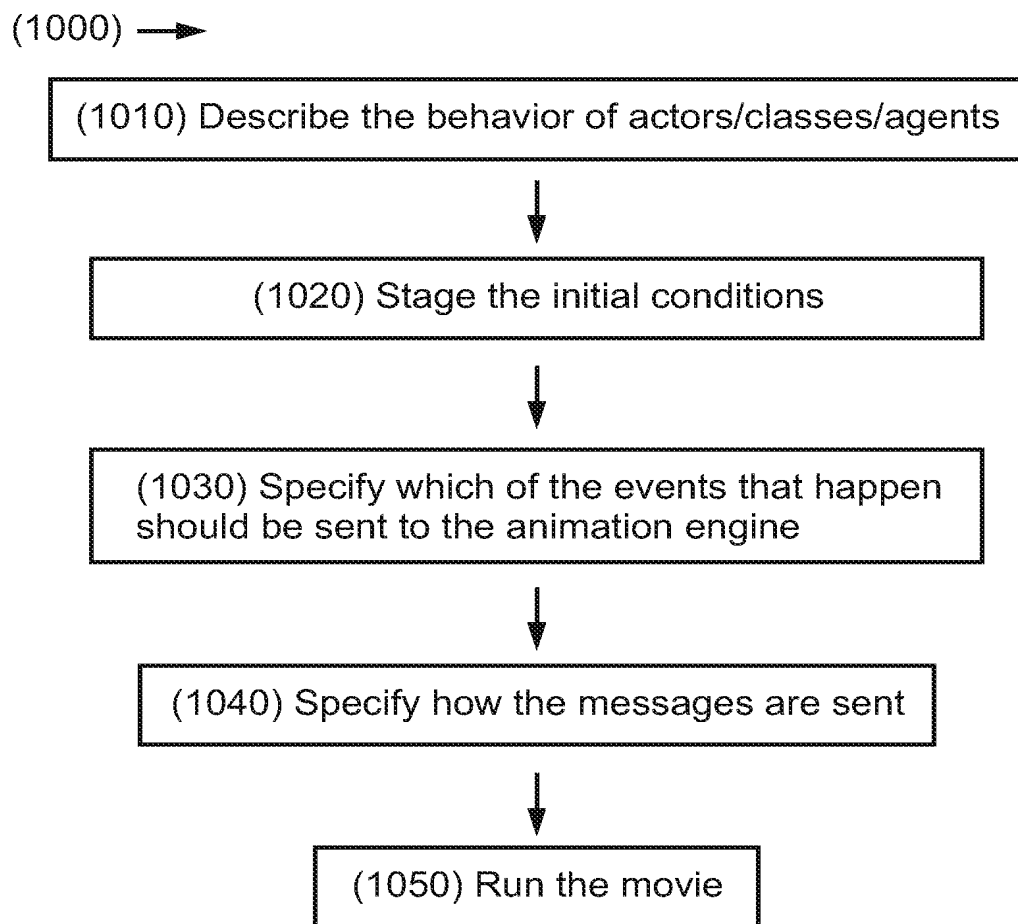 (1000)
(1010) Describe the behavior of actors/classes/agents
(1020) Stage the initial conditions
(1030) Specify which of the events that happen
should be sent to the animation engine
(1040) Specify how the messages are sent
(1050) Run the movie